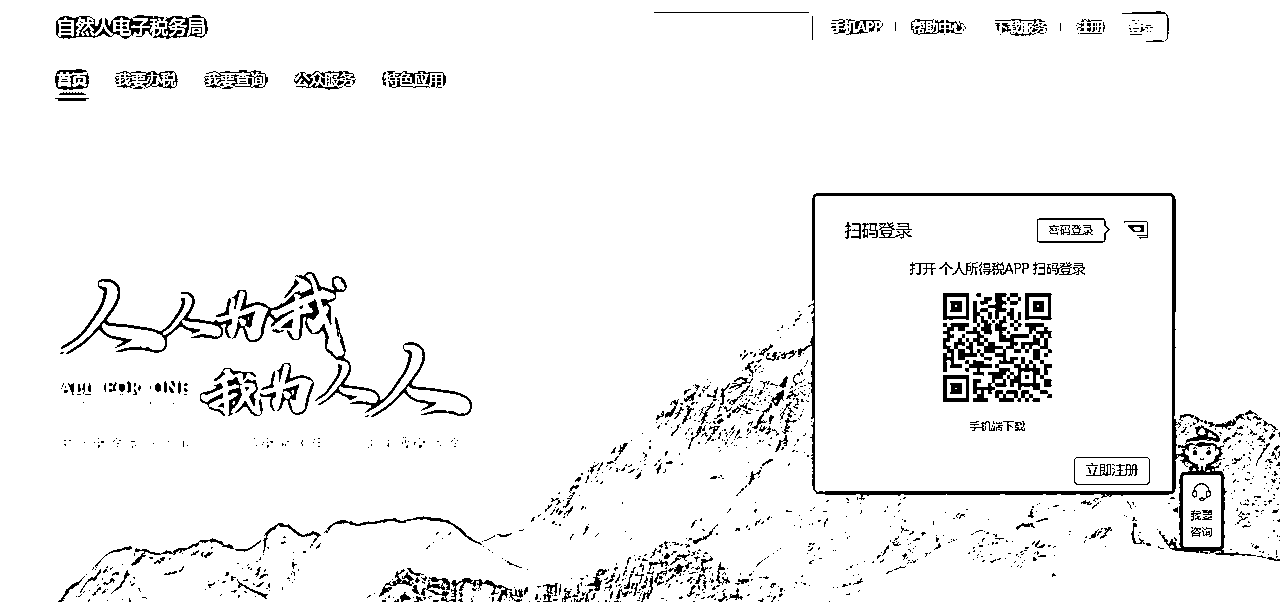 自然人电子税务局
手机APP 帮助中心 下载服务 注册 登录
首页 我要办税 我要查询 公众服务 特色应用
扫码登录 密码登录
打开 个人所得税APP 扫码登录
人人为我
ALL FOR ONE 我为人人
手机端下载
立即注册
我要
咨询